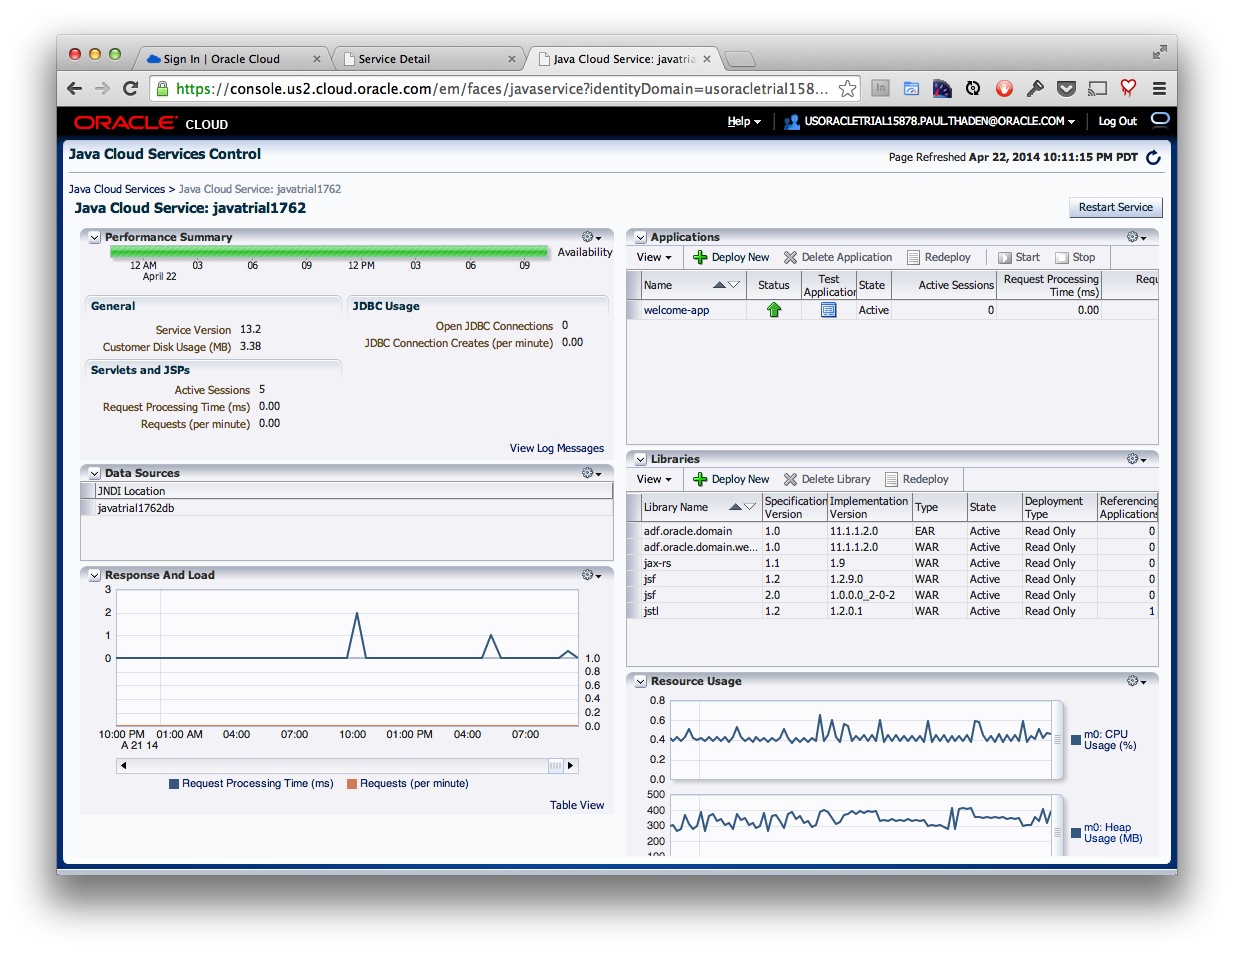 Sign In | Oracle Cloud
Service Detail
Java Cloud Service: javatria
https://console.us2.cloud.oracle.com/em/faces/javaservice?identityDomain=usoracletrial158...
ORACLE CLOUD
Help
USORACLETRIAL15878.PAUL.THADEN@ORACLE.COM
Log Out
Java Cloud Services Control
Page Refreshed Apr 22, 2014 10:11:15 PM PDT
Java Cloud Services > Java Cloud Service: javatrial1762
Java Cloud Service: javatrial1762
Restart Service
Performance Summary
Availability
12 AM 03 06 09 12 PM 03 06 09
April 22
General
Service Version 13.2
Customer Disk Usage (MB) 3.38
JDBC Usage
Open JDBC Connections 0
JDBC Connection Creates (per minute) 0.00
Servlets and JSPs
Active Sessions 5
Request Processing Time (ms) 0.00
Requests (per minute) 0.00
View Log Messages
Data Sources
JNDI Location
javatrial1762db
Response And Load
3
2
1
0
1.0
0.8
0.6
0.4
0.2
0.0
10:00 PM 01:00 AM 04:00 07:00 10:00 01:00 PM 04:00 07:00
A 21 14
Request Processing Time (ms) Requests (per minute)
Table View
Applications
View Deploy New Delete Application Redeploy Start Stop
Name Status Test Application State Active Sessions Request Processing Time (ms) Requ
welcome-app Active 0 0.00
Libraries
View Deploy New Delete Library Redeploy
Library Name Specification Version Implementation Version Type State Deployment Type Referencing Applications
adf.oracle.domain 1.0 11.1.1.2.0 EAR Active Read Only 0
adf.oracle.domain.we... 1.0 11.1.1.2.0 WAR Active Read Only 0
jax-rs 1.1 1.9 WAR Active Read Only 0
jsf 1.2 1.2.9.0 WAR Active Read Only 0
jsf 2.0 1.0.0.0_2-0-2 WAR Active Read Only 0
jstl 1.2 1.2.0.1 WAR Active Read Only 1
Resource Usage
0.8
0.6
0.4
0.2
0.0
m0: CPU
Usage (%)
500
400
300
200
100
m0: Heap
Usage (MB)